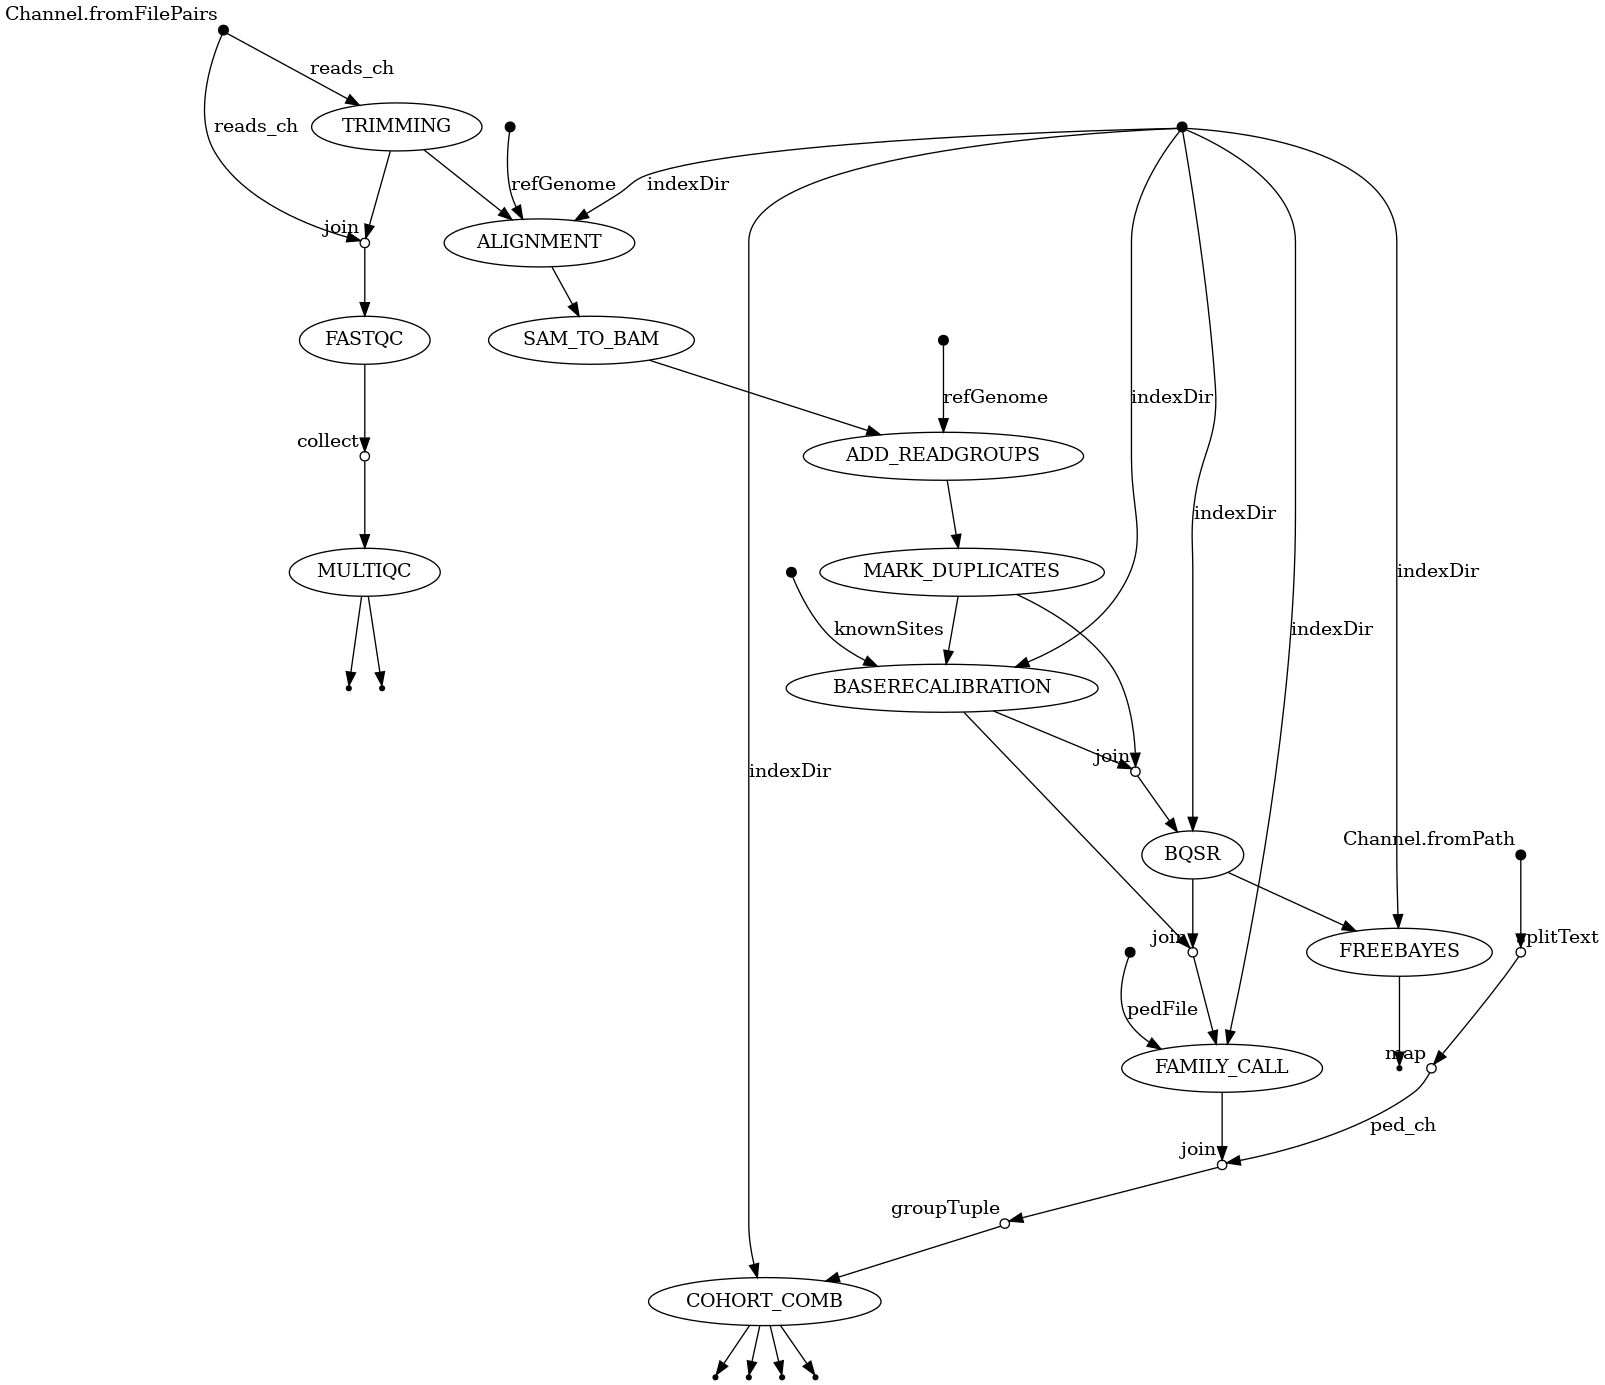 Channel.fromFilePairs
reads_ch
reads_ch
TRIMMING
refGenome
indexDir
join
ALIGNMENT
FASTQC
SAM_TO_BAM
indexDir
refGenome
collect
ADD_READGROUPS
indexDir
MULTIQC
MARK_DUPLICATES
indexDir
knownSites
indexDir
BASERECALIBRATION
join
indexDir
Channel.fromPath
BQSR
join
FREEBAYES
splitText
pedFile
map
FAMILY_CALL
ped_ch
join
groupTuple
COHORT_COMB